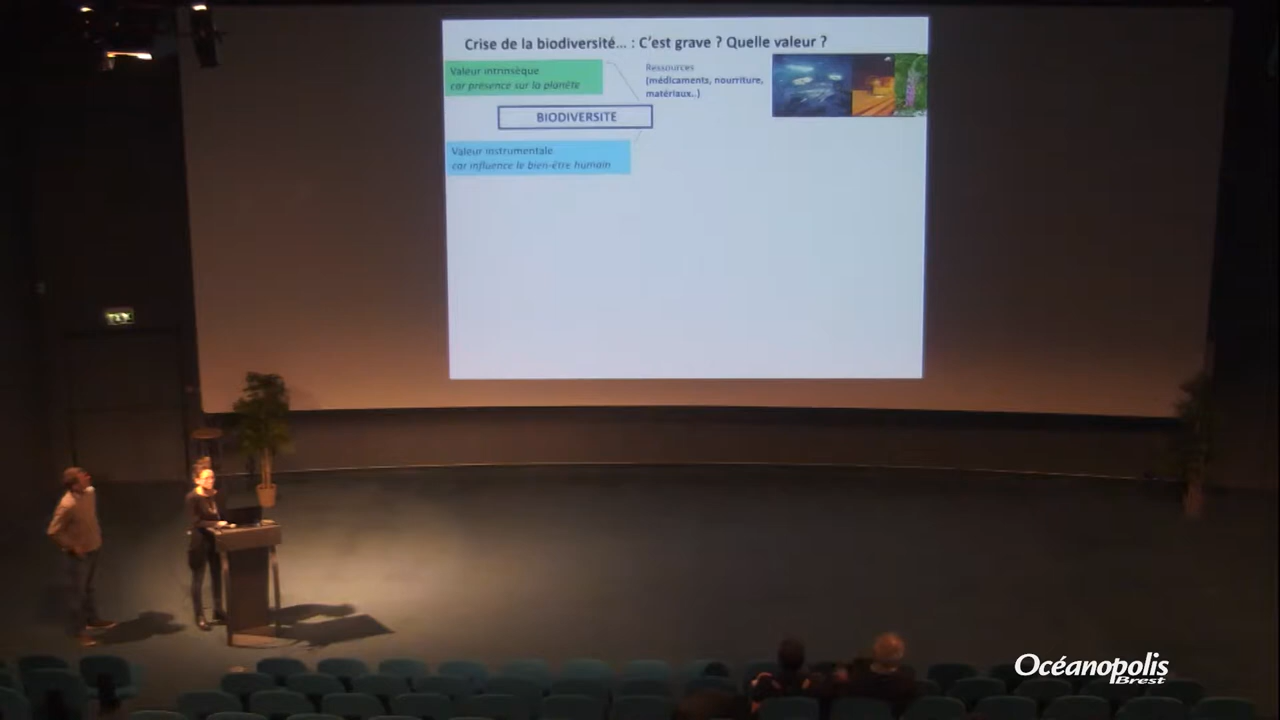 Crise de la biodiversité... : C'est grave ? Quelle valeur ?
Valeur intrinsèque
car présence sur la planète
Ressources
(médicaments, nourriture,
matériaux..)
BIODIVERSITE
Valeur instrumentale
car influence le bien-être humain
Océanopolis
Brest